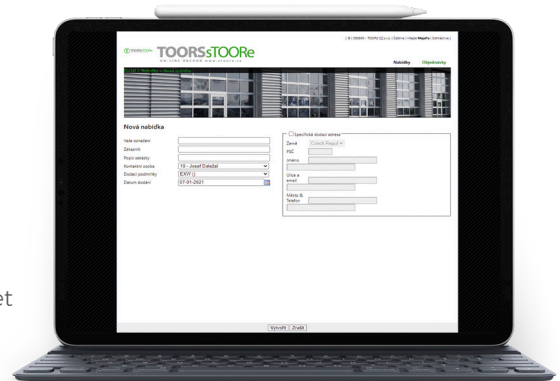 TOORSsTOORe
Nabídky Objednávky
Nová nabídka
Vaše označení
Zákazník
Popis zakázky
Kontaktní osoba 10 - Josef Doležal
Dodací podmínky EXW ()
Datum dodání 07-01-2021
Specifická dodací adresa
Země Czech Republ
PSČ
Jméno
Ulice a
email
Město &
Telefon
Vytvořit Zrušit
et